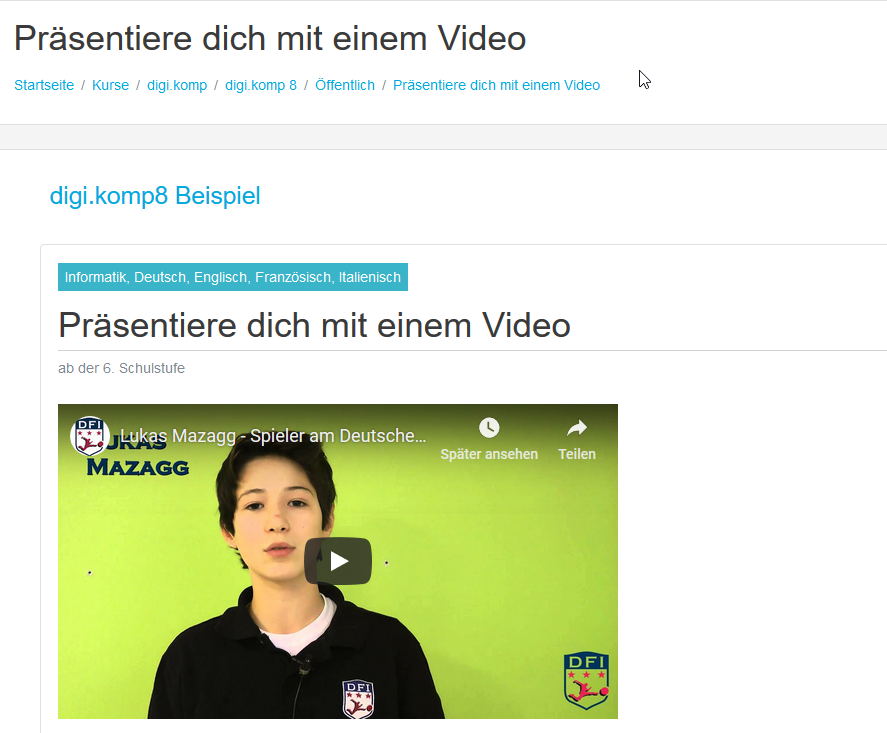 Präsentiere dich mit einem Video
Startseite / Kurse / digi.komp / digi.komp 8 / Öffentlich / Präsentiere dich mit einem Video
digi.komp8 Beispiel
Informatik, Deutsch, Englisch, Französisch, Italienisch
Präsentiere dich mit einem Video
ab der 6. Schulstufe
DFI
Lukas Mazagg - Spieler am Deutsche...
Später ansehen
Teilen
LUKAS
MAZAGG
DFI
DFI